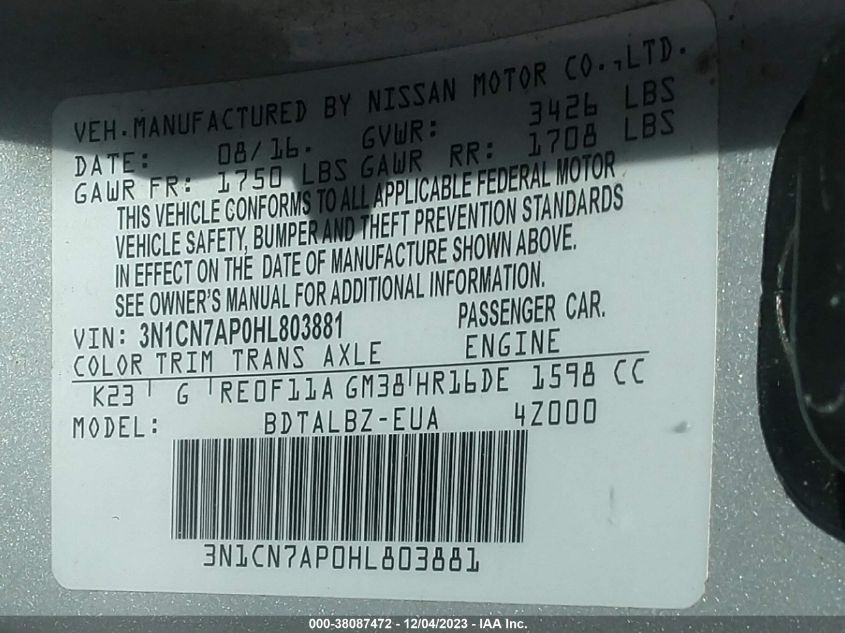 VEH.MANUFACTURED BY NISSAN MOTOR CO.,LTD.
DATE: 08/16. GVWR: 3426 LBS
GAWR FR: 1750 LBS GAWR RR: 1708 LBS
THIS VEHICLE CONFORMS TO ALL APPLICABLE FEDERAL MOTOR
VEHICLE SAFETY, BUMPER AND THEFT PREVENTION STANDARDS
IN EFFECT ON THE DATE OF MANUFACTURE SHOWN ABOVE.
SEE OWNER'S MANUAL FOR ADDITIONAL INFORMATION.
VIN: 3N1CN7AP0HL803881 PASSENGER CAR.
COLOR TRIM TRANS AXLE ENGINE
K23 G RE0F11A GM38 HR16DE 1598 CC
MODEL: BDTALBZ-EUA 4Z000
3N1CN7AP0HL803881
000-38087472 - 12/04/2023 - IAA Inc.